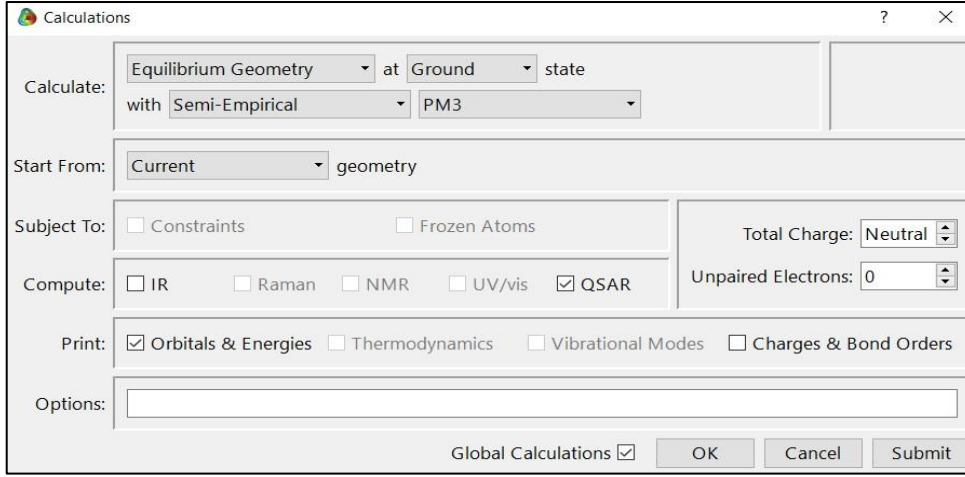 Calculations ? ×
Calculate: Equilibrium Geometry at Ground state
with Semi-Empirical PM3
Start From: Current geometry
Subject To: Constraints Frozen Atoms
Total Charge: Neutral
Compute: IR Raman NMR UV/vis QSAR
Unpaired Electrons: 0
Print: Orbitals & Energies Thermodynamics Vibrational Modes Charges & Bond Orders
Options:
Global Calculations OK Cancel Submit